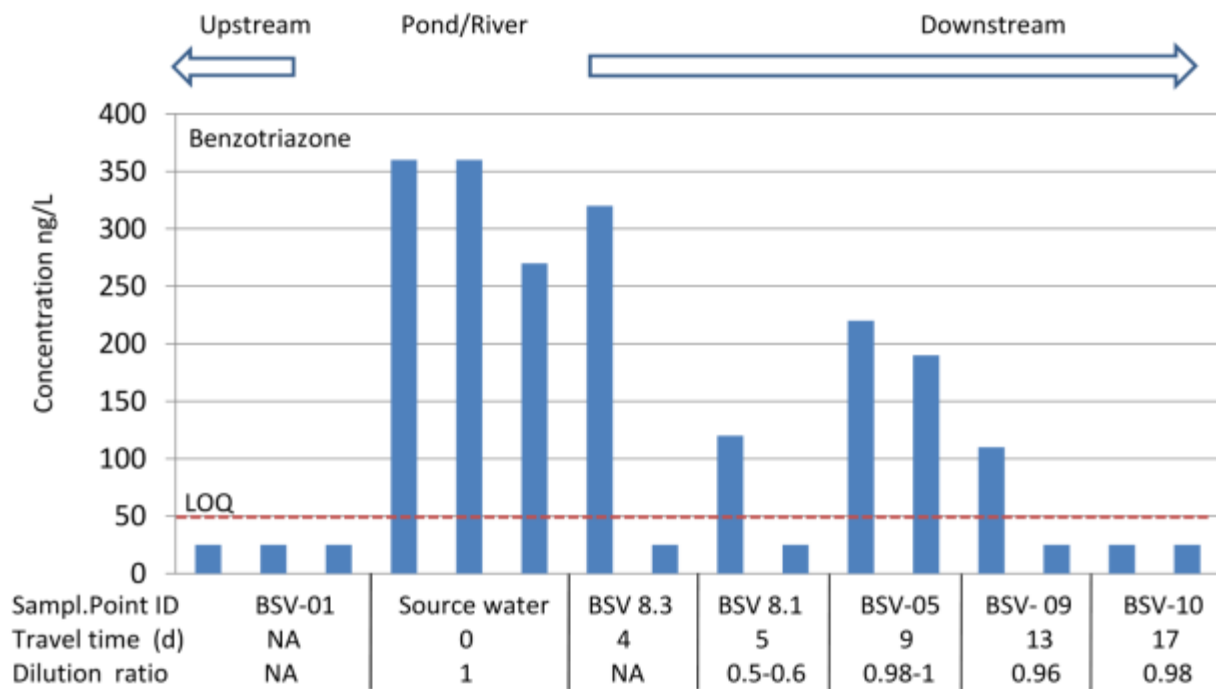 Upstream Pond/River Downstream
400
Benzotriazone
350
300
250
200
150
100
LOQ
50
0
Concentration ng/L
Sampl.Point ID BSV-01 Source water BSV 8.3 BSV 8.1 BSV-05 BSV- 09 BSV-10
Travel time (d) NA 0 4 5 9 13 17
Dilution ratio NA 1 NA 0.5-0.6 0.98-1 0.96 0.98